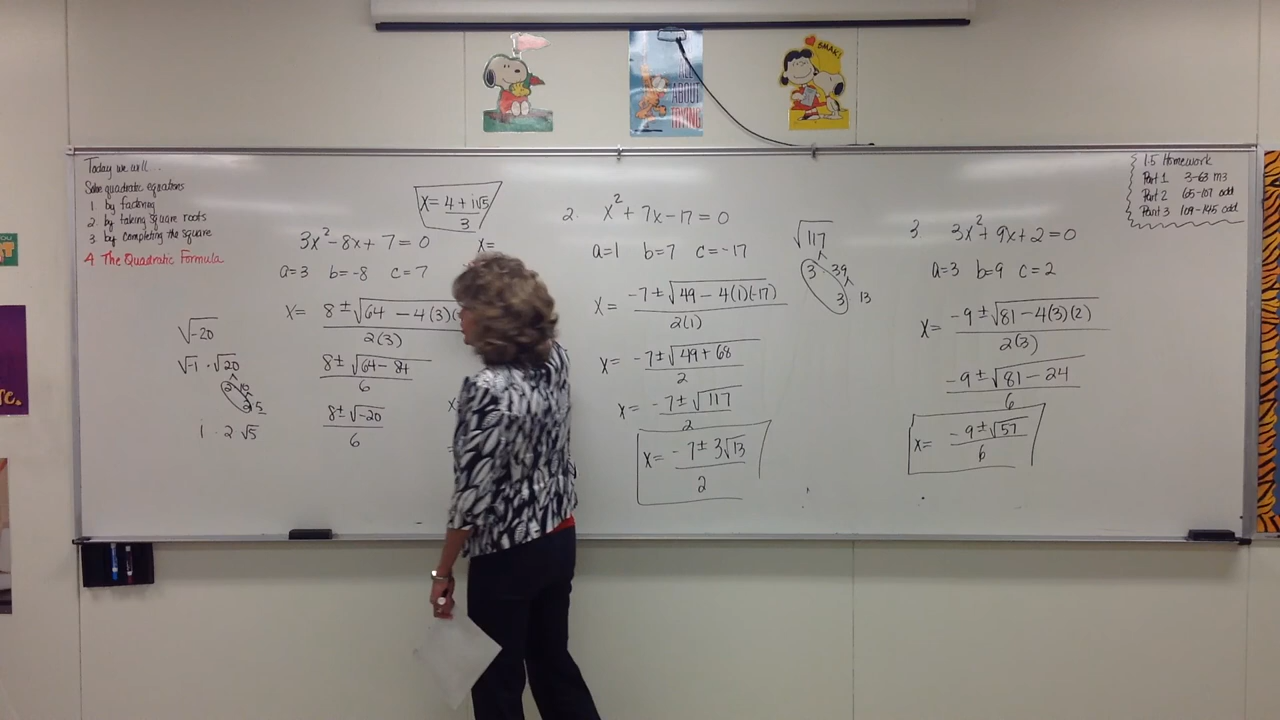 SMAK!
ALL
ABOUT
TRYING
Today we will...
Solve quadratic equations
1 by factoring
2 by taking square roots
3 by completing the square
4 The Quadratic Formula
√-20
√-1 · √20
2 10
2 5
i · 2 √5
3x² - 8x + 7 = 0
a=3 b=-8 c=7
x= 8 ± √64 - 4(3)(
2(3)
8 ± √64 - 84
6
8 ± √-20
6
x= 4 ± i√5
3
x=
x
=
2. x² + 7x - 17 = 0
a=1 b=7 c=-17
x= -7 ± √49 - 4(1)(-17)
2(1)
x= -7 ± √49 + 68
2
x= -7 ± √117
2
x= -7 ± 3√13
2
√117
3 39
3 13
3. 3x² + 9x + 2 = 0
a=3 b=9 c=2
x= -9 ± √81 - 4(3)(2)
2(3)
-9 ± √81 - 24
6
x= -9 ± √57
6
1.5 Homework
Part 1 3-63 m3
Part 2 65-107 odd
Part 3 109-145 odd